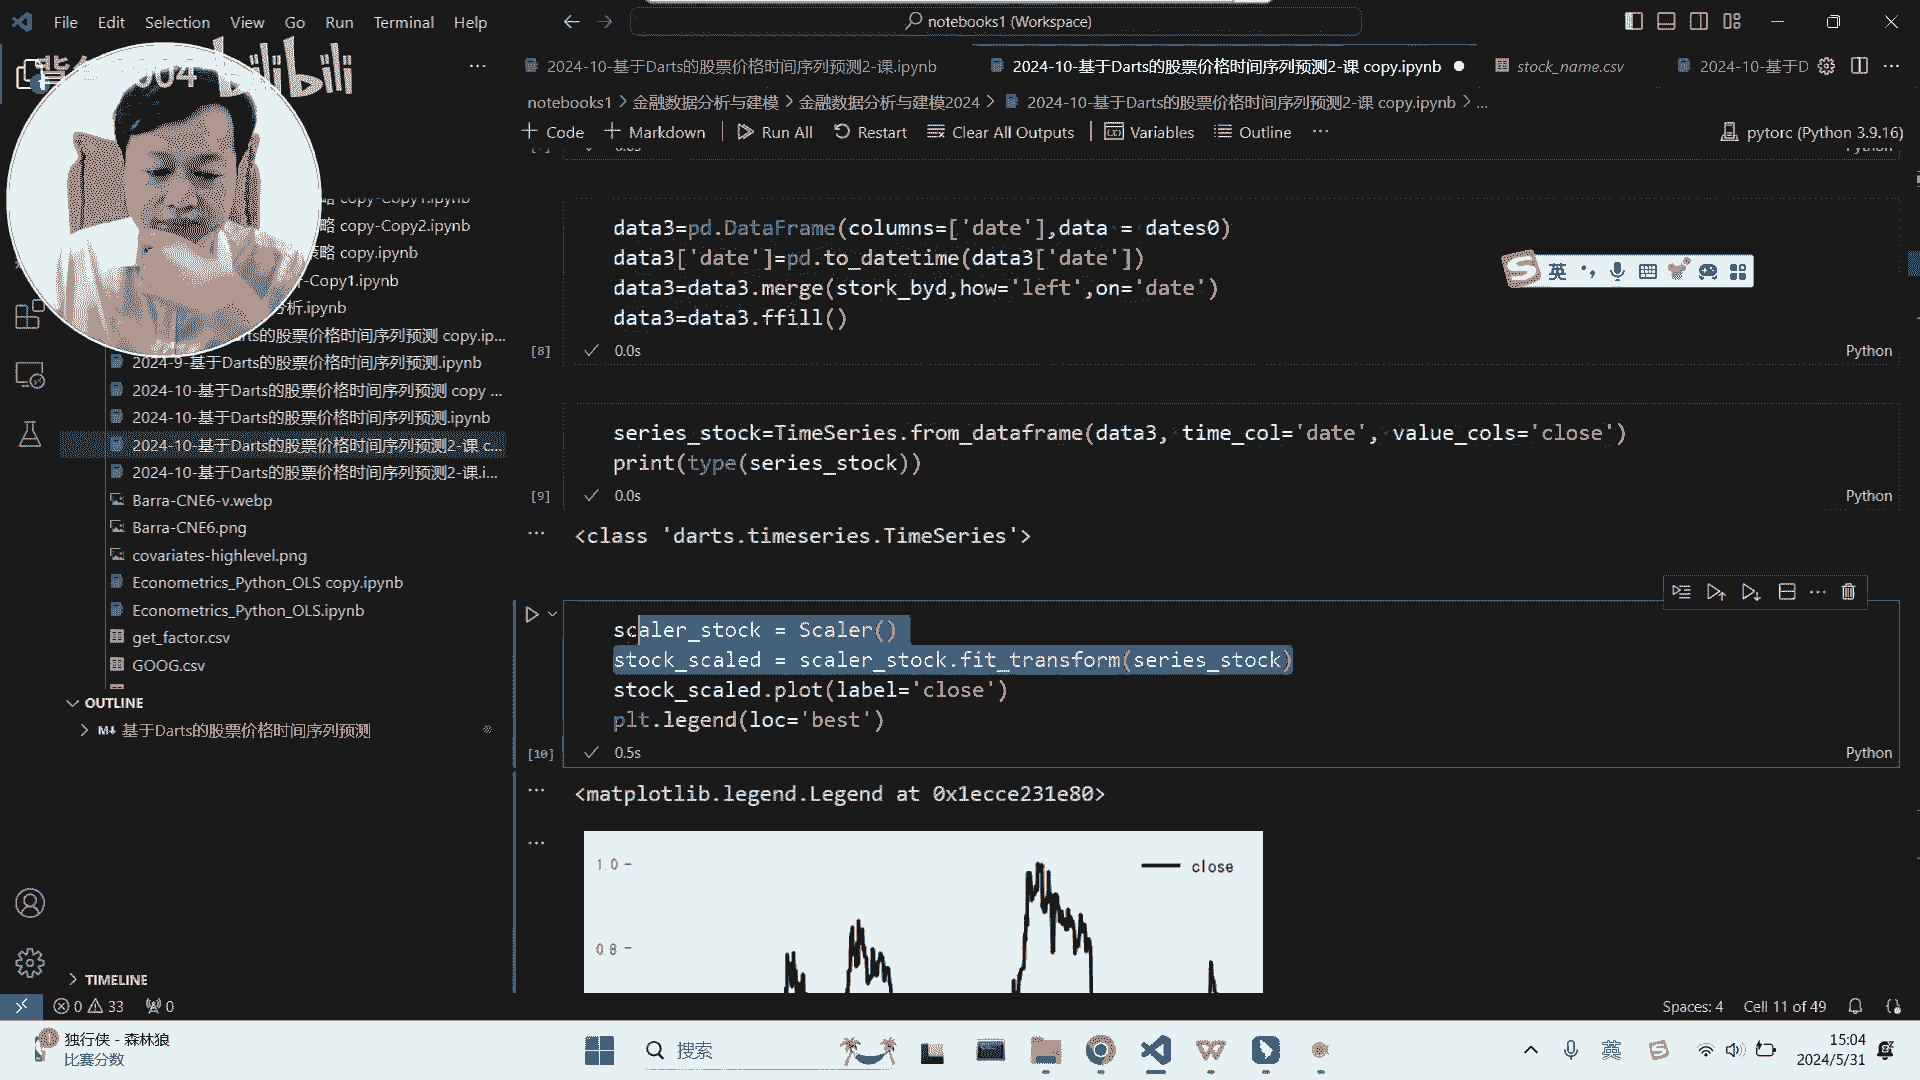 File Edit Selection View Go Run Terminal Help
notebooks1 (Workspace)
bilibili
2024-10-基于Darts的股票价格时间序列预测2-课.ipynb
2024-10-基于Darts的股票价格时间序列预测2-课 copy.ipynb
stock_name.csv
2024-10-基于D
notebooks1 > 金融数据分析与建模 > 金融数据分析与建模2024 > 2024-10-基于Darts的股票价格时间序列预测2-课 copy.ipynb > ...
+ Code + Markdown Run All Restart Clear All Outputs Variables Outline ...
pytorc (Python 3.9.16)
略 copy-Copy1.ipynb
略 copy-Copy2.ipynb
策略 copy.ipynb
-Copy1.ipynb
分析.ipynb
Darts的股票价格时间序列预测 copy.ip...
2024-9-基于Darts的股票价格时间序列预测.ipynb
2024-10-基于Darts的股票价格时间序列预测 copy ...
2024-10-基于Darts的股票价格时间序列预测.ipynb
2024-10-基于Darts的股票价格时间序列预测2-课 c...
2024-10-基于Darts的股票价格时间序列预测2-课.i...
Barra-CNE6-v.webp
Barra-CNE6.png
covariates-highlevel.png
Econometrics_Python_OLS copy.ipynb
Econometrics_Python_OLS.ipynb
get_factor.csv
GOOG.csv
OUTLINE
M↓ 基于Darts的股票价格时间序列预测
TIMELINE
data3=pd.DataFrame(columns=['date'],data = dates0)
data3['date']=pd.to_datetime(data3['date'])
data3=data3.merge(stork_byd,how='left',on='date')
data3=data3.ffill()
[8] 0.0s Python
英
series_stock=TimeSeries.from_dataframe(data3, time_col='date', value_cols='close')
print(type(series_stock))
[9] 0.0s Python
<class 'darts.timeseries.TimeSeries'>
scaler_stock = Scaler()
stock_scaled = scaler_stock.fit_transform(series_stock)
stock_scaled.plot(label='close')
plt.legend(loc='best')
[10] 0.5s Python
<matplotlib.legend.Legend at 0x1ecce231e80>
1.0
close
0.8
0 33 0
Spaces: 4 Cell 11 of 49
独行侠 - 森林狼
比赛分数
搜索
英
15:04
2024/5/31